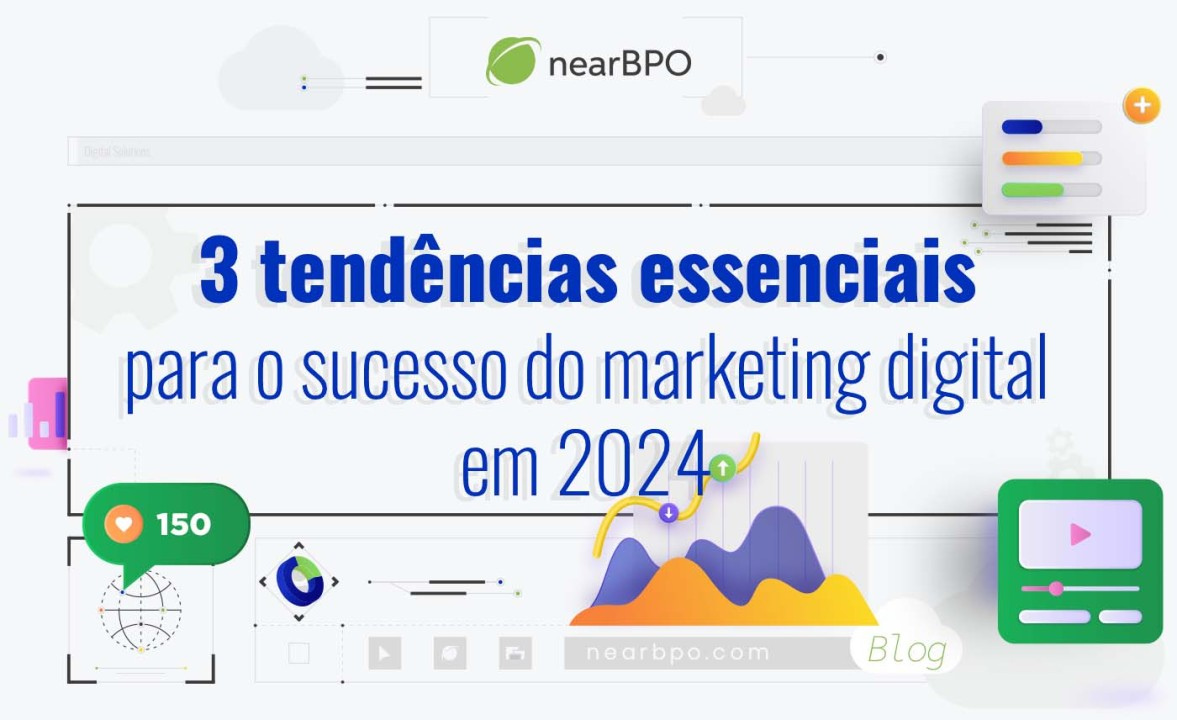 nearBPO
Digital Solutions
3 tendências essenciais
para o sucesso do marketing digital
em 2024
150
nearbpo.com
Blog